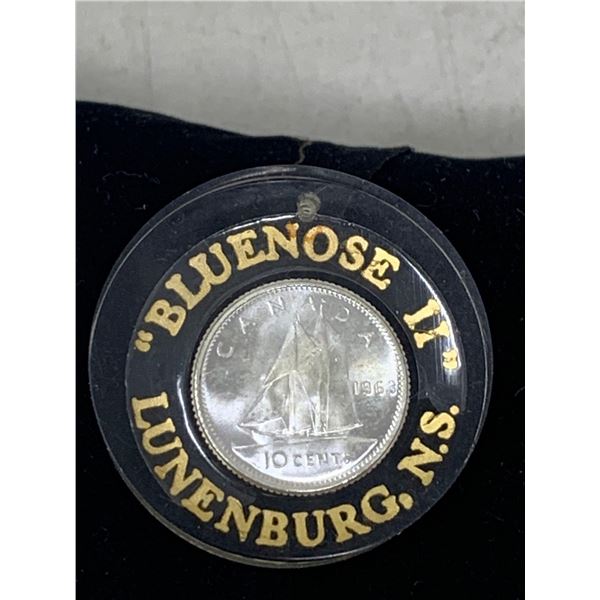 "BLUENOSE II"
LUNENBURG, N.S.
CANADA
1963
10 CENTS